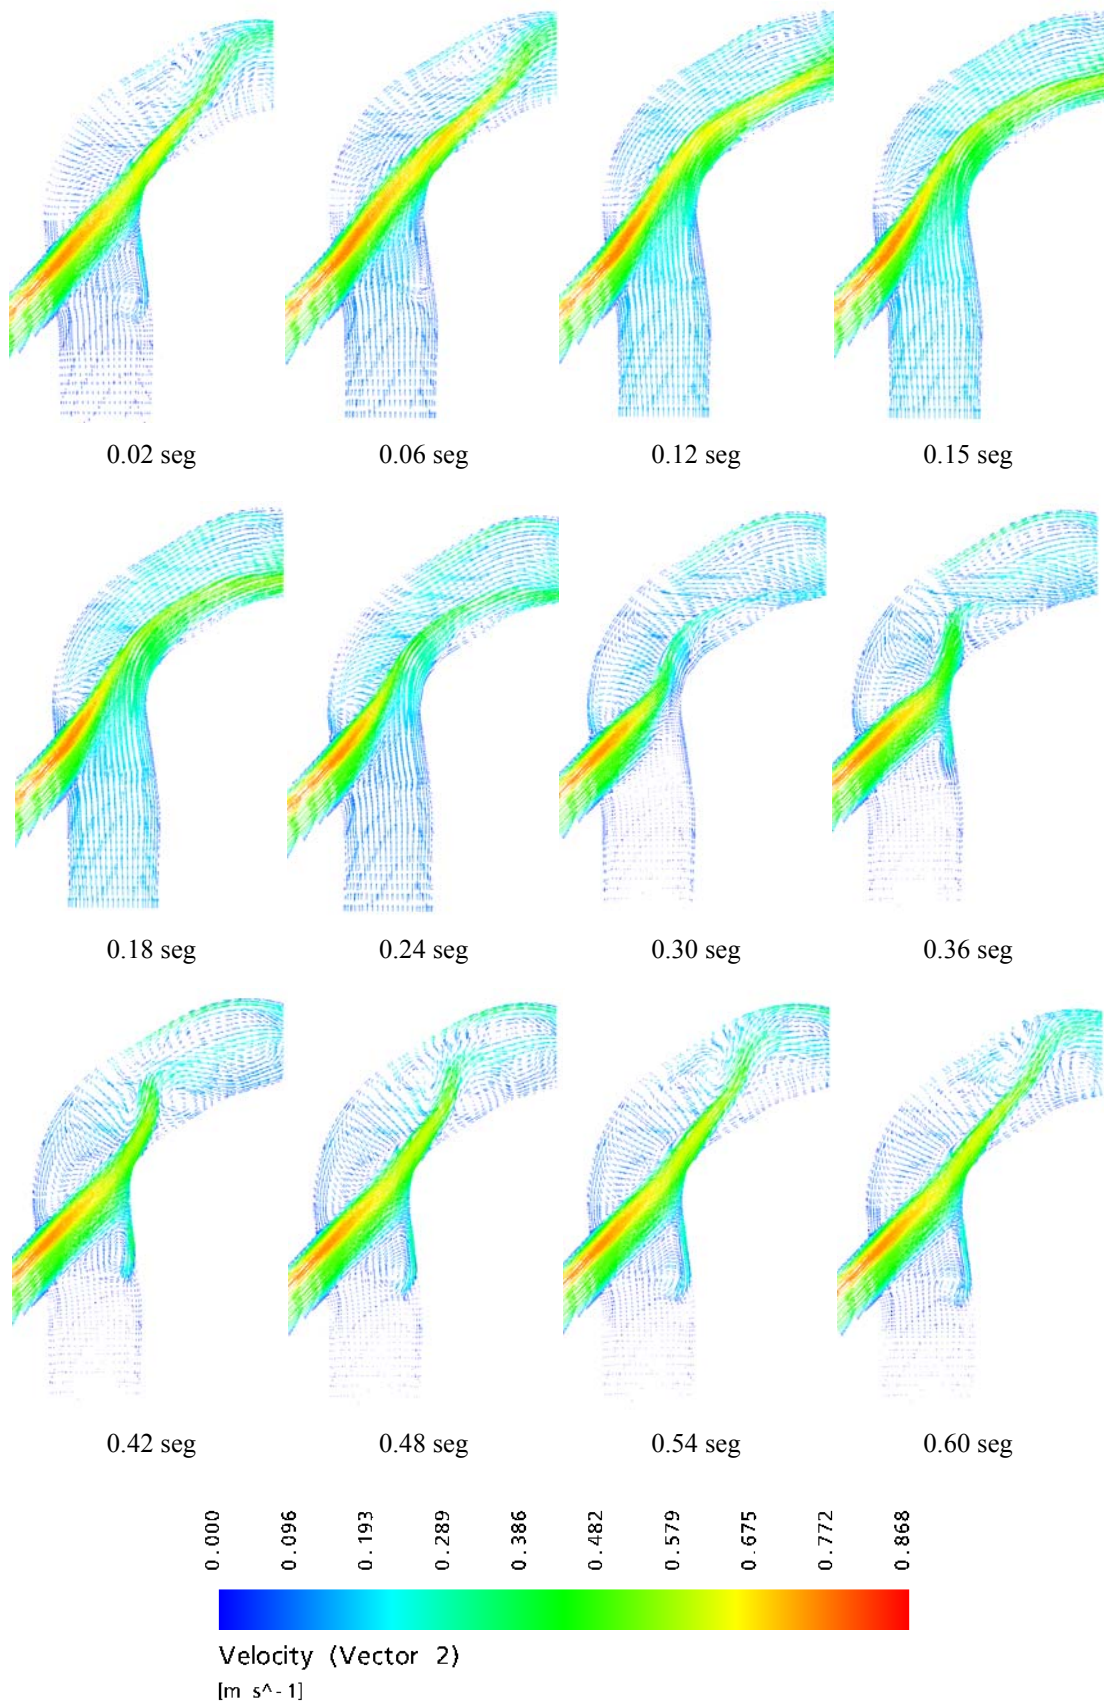 0.02 seg 0.06 seg 0.12 seg 0.15 seg
0.18 seg 0.24 seg 0.30 seg 0.36 seg
0.42 seg 0.48 seg 0.54 seg 0.60 seg
0.000 0.096 0.193 0.289 0.386 0.482 0.579 0.675 0.772 0.868
Velocity (Vector 2)
[m s^-1]